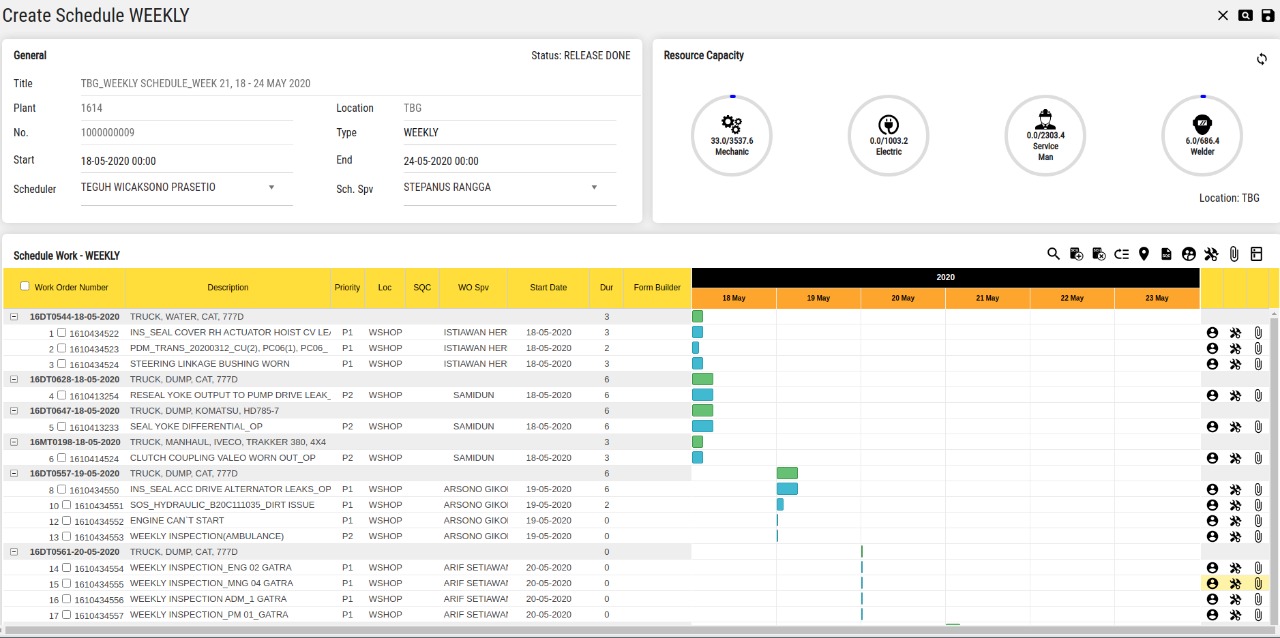 Create Schedule WEEKLY
General
Status: RELEASE DONE
Title TBG_WEEKLY SCHEDULE_WEEK 21, 18 - 24 MAY 2020
Plant 1614 Location TBG
No. 1000000009 Type WEEKLY
Start 18-05-2020 00:00 End 24-05-2020 00:00
Scheduler TEGUH WICAKSONO PRASETIO Sch. Spv STEPANUS RANGGA
Resource Capacity
33.0/3537.6
Mechanic
0.0/1003.2
Electric
0.0/2303.4
Service
Man
6.0/686.4
Welder
Location: TBG
Schedule Work - WEEKLY
Work Order Number Description Priority Loc SQC WO Spv Start Date Dur Form Builder
2020
18 May 19 May 20 May 21 May 22 May 23 May
16DT0544-18-05-2020 TRUCK, WATER, CAT, 777D 3
1 1610434522 INS_SEAL COVER RH ACTUATOR HOIST CV LEA P1 WSHOP ISTIAWAN HER 18-05-2020 3
2 1610434523 PDM_TRANS_20200312_CU(2), PC06(1), PC06_ P1 WSHOP ISTIAWAN HER 18-05-2020 2
3 1610434524 STEERING LINKAGE BUSHING WORN P1 WSHOP ISTIAWAN HER 18-05-2020 3
16DT0628-18-05-2020 TRUCK, DUMP, CAT, 777D 6
4 1610413254 RESEAL YOKE OUTPUT TO PUMP DRIVE LEAK_ P2 WSHOP SAMIDUN 18-05-2020 6
16DT0647-18-05-2020 TRUCK, DUMP, KOMATSU, HD785-7 6
5 1610413233 SEAL YOKE DIFFERENTIAL_OP P2 WSHOP SAMIDUN 18-05-2020 6
16MT0198-18-05-2020 TRUCK, MANHAUL, IVECO, TRAKKER 380, 4X4 3
6 1610414524 CLUTCH COUPLING VALEO WORN OUT_OP P2 WSHOP SAMIDUN 18-05-2020 3
16DT0557-19-05-2020 TRUCK, DUMP, CAT, 777D 6
8 1610434550 INS_SEAL ACC DRIVE ALTERNATOR LEAKS_OP P1 WSHOP ARSONO GIKO 19-05-2020 6
10 1610434551 SOS_HYDRAULIC_B20C111035_DIRT ISSUE P1 WSHOP ARSONO GIKO 19-05-2020 2
12 1610434552 ENGINE CAN`T START P1 WSHOP ARSONO GIKO 19-05-2020 0
13 1610434553 WEEKLY INSPECTION(AMBULANCE) P2 WSHOP ARSONO GIKO 19-05-2020 0
16DT0561-20-05-2020 TRUCK, DUMP, CAT, 777D 0
14 1610434554 WEEKLY INSPECTION_ENG 02 GATRA P1 WSHOP ARIF SETIAWAN 20-05-2020 0
15 1610434555 WEEKLY INSPECTION_MNG 04 GATRA P1 WSHOP ARIF SETIAWAN 20-05-2020 0
16 1610434556 WEEKLY INSPECTION ADM_1 GATRA P1 WSHOP ARIF SETIAWAN 20-05-2020 0
17 1610434557 WEEKLY INSPECTION_PM 01_GATRA P1 WSHOP ARIF SETIAWAN 20-05-2020 0